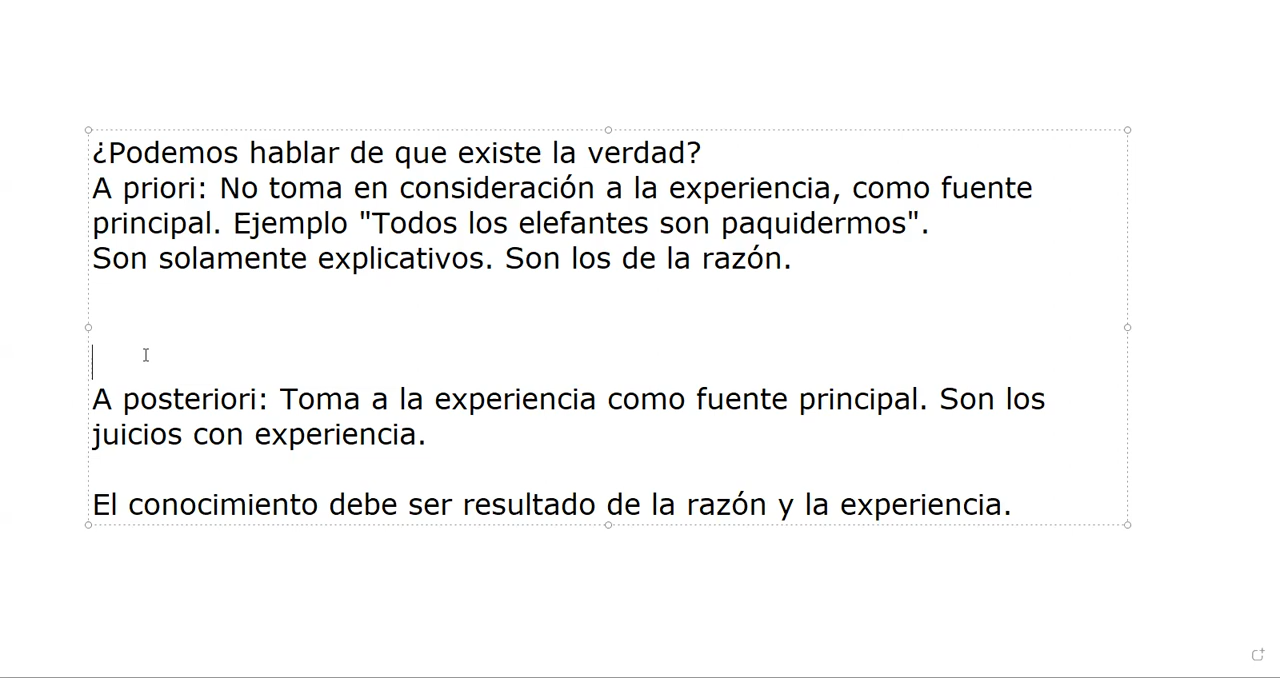 ¿Podemos hablar de que existe la verdad?
A priori: No toma en consideración a la experiencia, como fuente
principal. Ejemplo "Todos los elefantes son paquidermos".
Son solamente explicativos. Son los de la razón.
A posteriori: Toma a la experiencia como fuente principal. Son los
juicios con experiencia.
El conocimiento debe ser resultado de la razón y la experiencia.